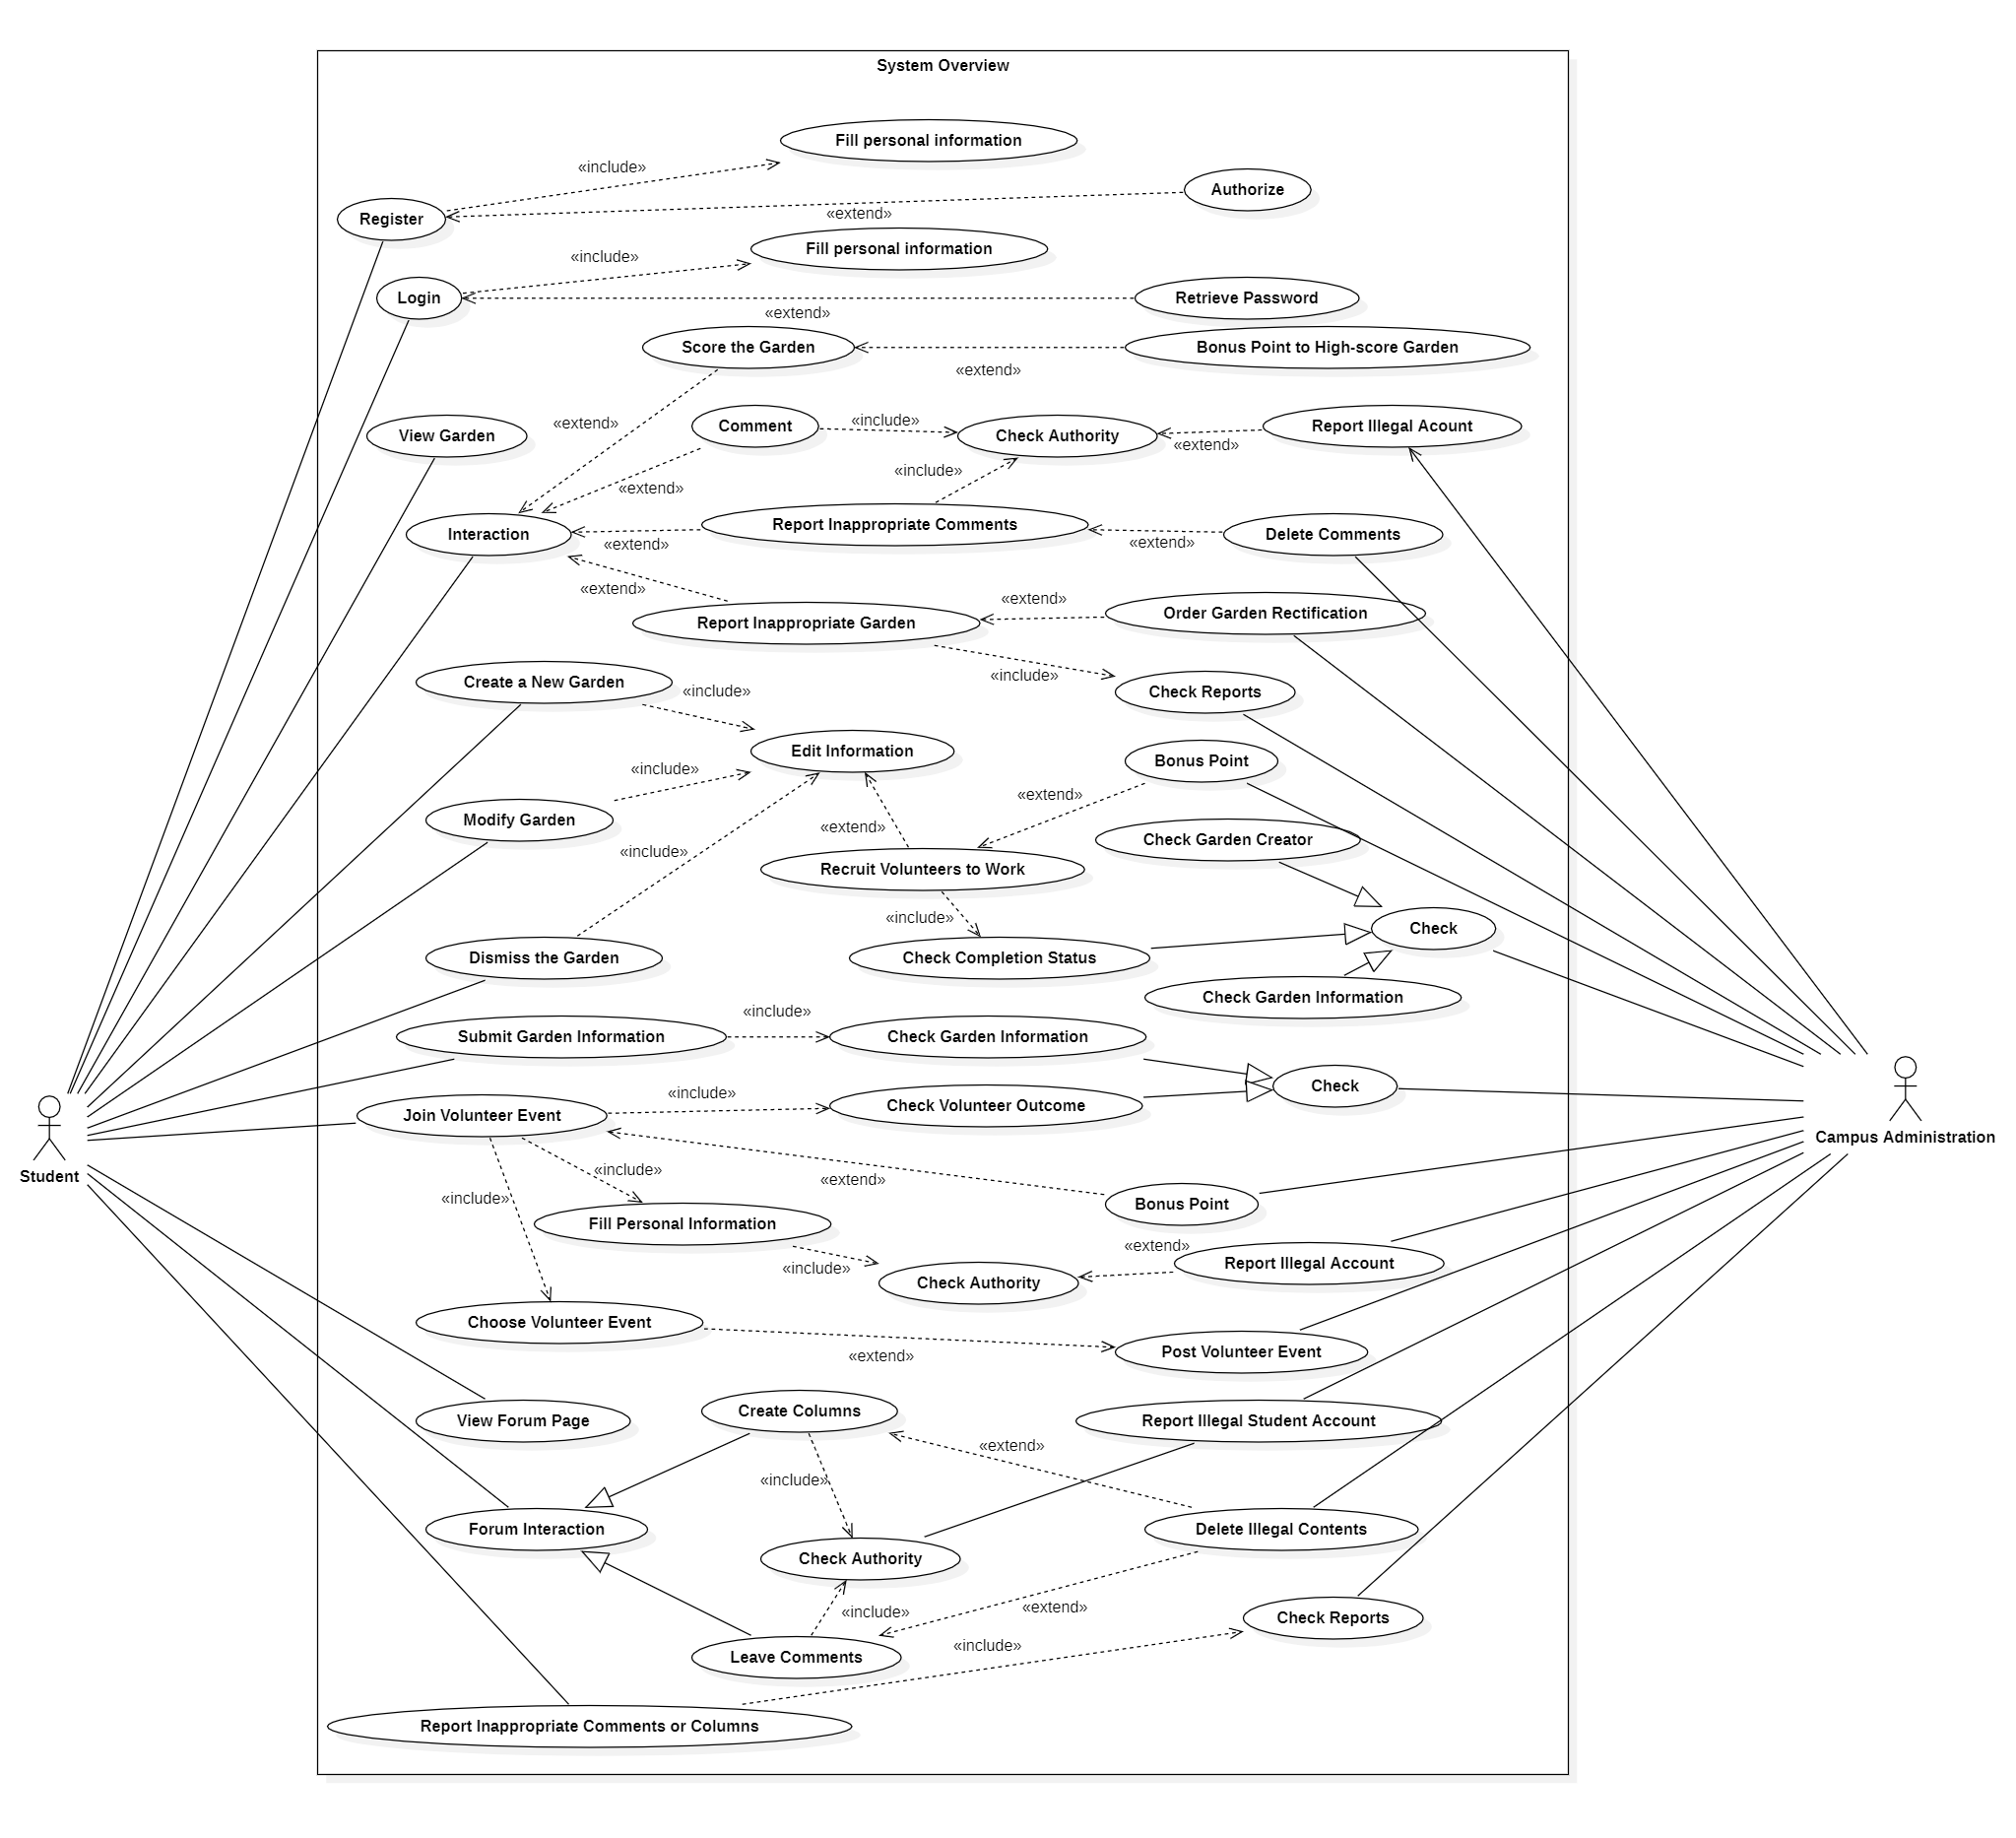 System Overview
Fill personal information
«include»
Authorize
Register
«extend»
Fill personal information
«include»
Login
Retrieve Password
«extend»
Score the Garden
Bonus Point to High-score Garden
«extend»
«extend»
Comment
«include»
Report Illegal Acount
View Garden
Check Authority
«extend»
«include»
«extend»
Report Inappropriate Comments
Interaction
Delete Comments
«extend»
«extend»
«extend»
«extend»
Order Garden Rectification
Report Inappropriate Garden
«include»
Create a New Garden
«include»
Check Reports
Edit Information
Bonus Point
«include»
«extend»
Modify Garden
«extend»
Check Garden Creator
«include»
Recruit Volunteers to Work
«include»
Check
Dismiss the Garden
Check Completion Status
Check Garden Information
«include»
Submit Garden Information
Check Garden Information
Check
«include»
Join Volunteer Event
Check Volunteer Outcome
Campus Administration
Student
«include»
«extend»
«include»
Bonus Point
Fill Personal Information
«extend»
«include»
Report Illegal Account
Check Authority
Choose Volunteer Event
Post Volunteer Event
«extend»
Create Columns
View Forum Page
Report Illegal Student Account
«extend»
«include»
Forum Interaction
Delete Illegal Contents
Check Authority
«include»
«extend»
Check Reports
«include»
Leave Comments
Report Inappropriate Comments or Columns